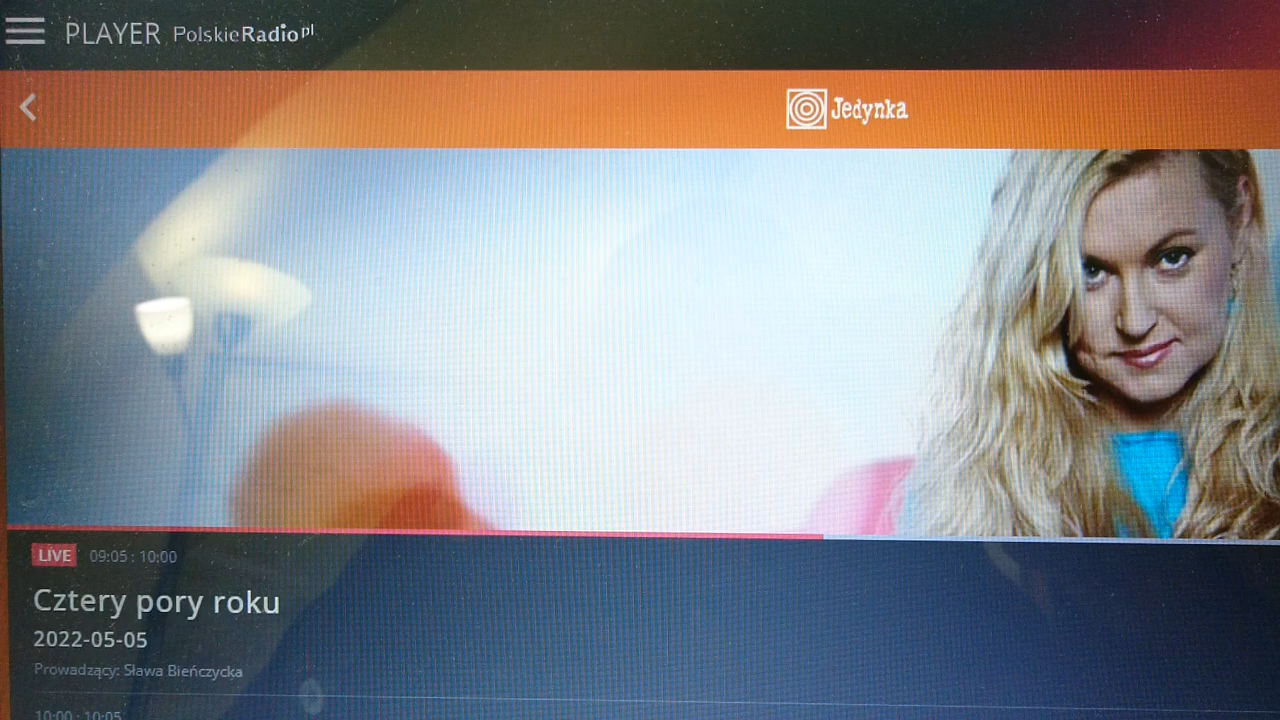 PLAYER PolskieRadio.pl
Jedynka
LIVE 09:05 : 10:00
Cztery pory roku
2022-05-05
Prowadzący: Sława Bieńczycka
10:00 : 10:05